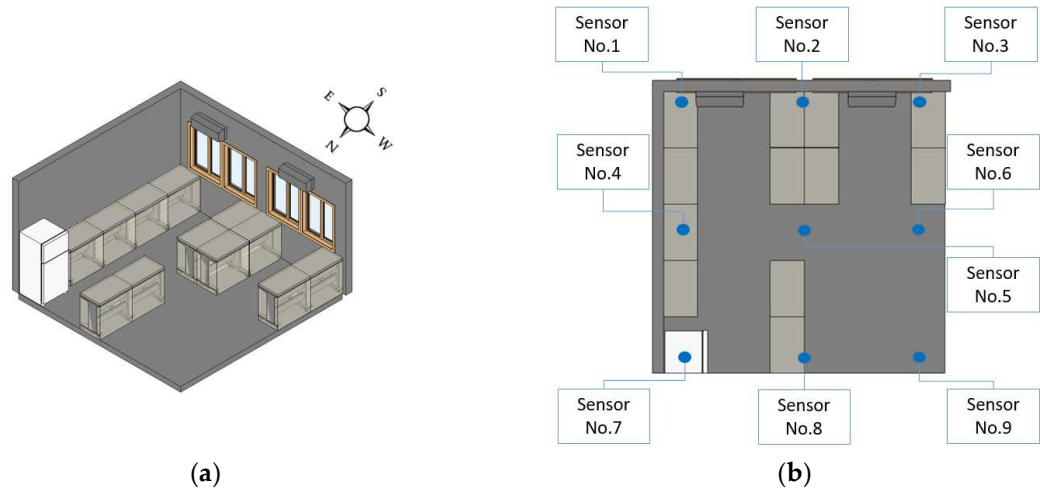 Sensor
No.1
Sensor
No.2
Sensor
No.3
E
S
N
W
Sensor
No.4
Sensor
No.6
Sensor
No.5
Sensor
No.7
Sensor
No.8
Sensor
No.9
(a)
(b)